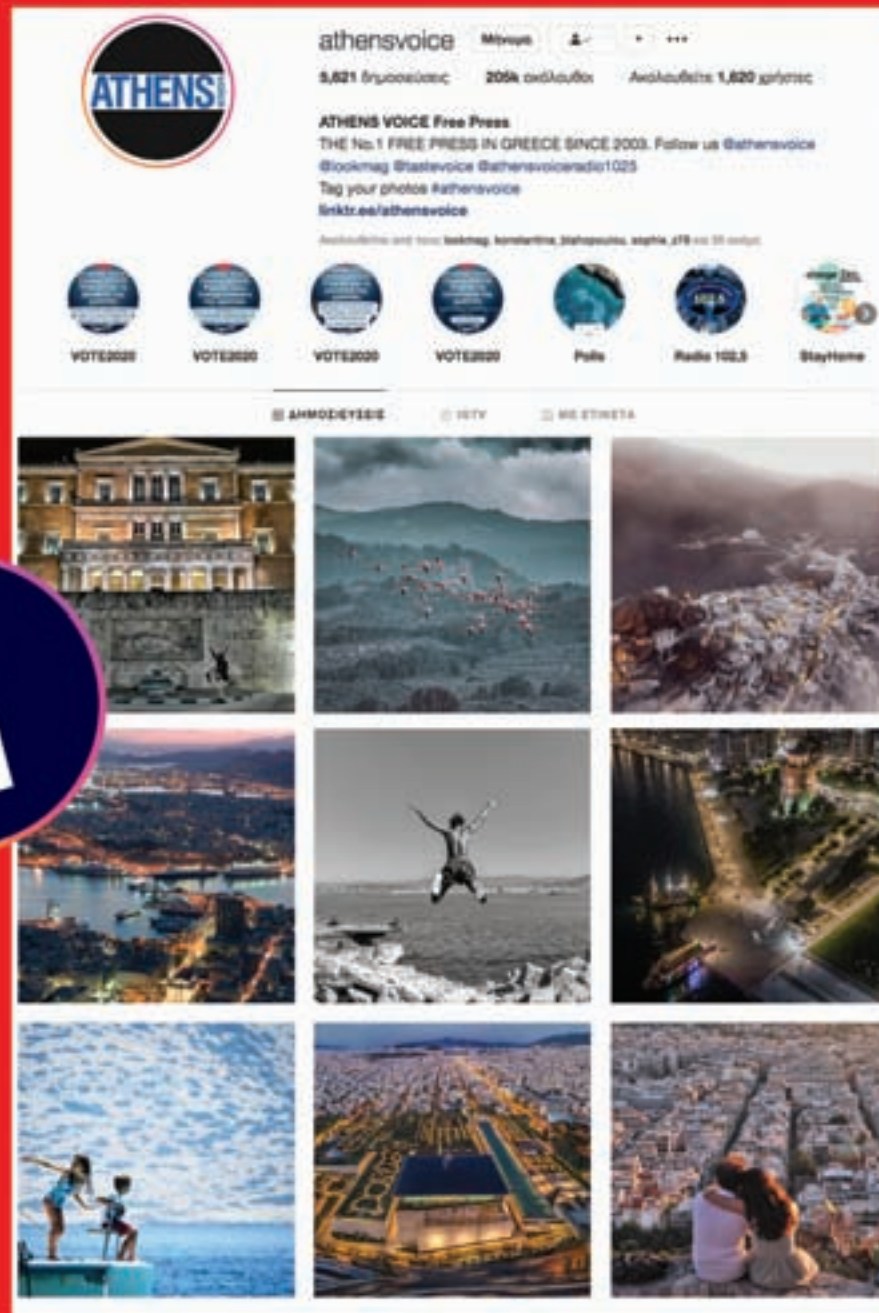 ATHENS
VOICE
athensvoice Μήνυμα
5,621 δημοσιεύσεις 205k ακόλουθοι Ακολουθείτε 1,620 χρήστες
ATHENS VOICE Free Press
THE No.1 FREE PRESS IN GREECE SINCE 2003. Follow us @athensvoice
@lookmag @tastevoice @athensvoiceradio1025
Tag your photos #athensvoice
linktr.ee/athensvoice
VOTE2020 VOTE2020 VOTE2020 VOTE2020 Polls Radio 102,5 StayHome
ΔΗΜΟΣΙΕΥΣΕΙΣ IGTV ΜΕ ΕΤΙΚΕΤΑ